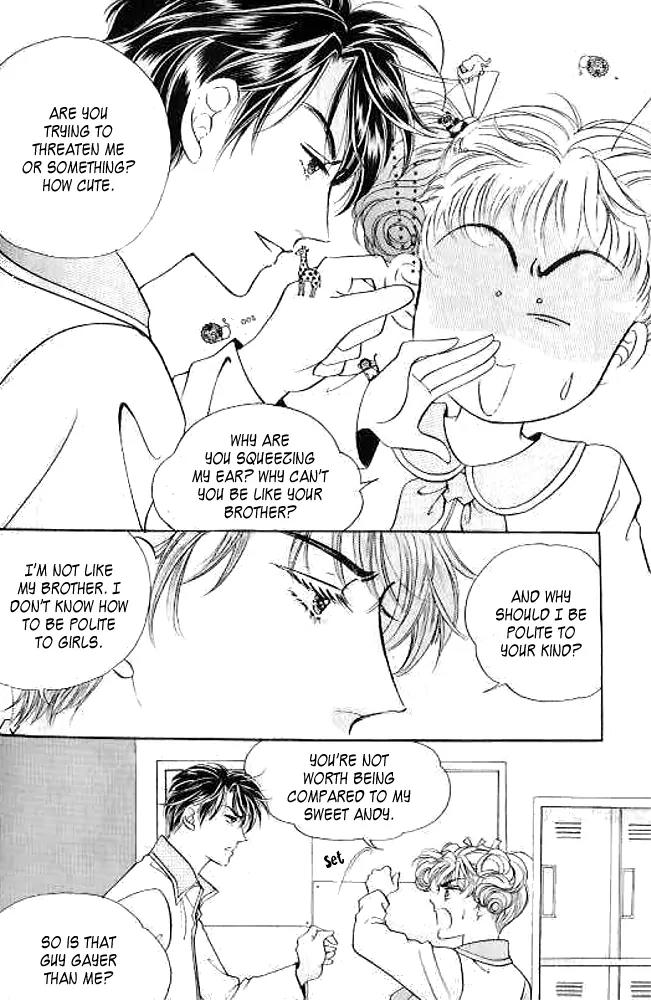 ARE YOU
TRYING TO
THREATEN ME
OR SOMETHING?
HOW CUTE.
WHY ARE
YOU SQUEEZING
MY EAR? WHY CAN'T
YOU BE LIKE YOUR
BROTHER?
I'M NOT LIKE
MY BROTHER. I
DON'T KNOW HOW
TO BE POLITE
TO GIRLS.
AND WHY
SHOULD I BE
POLITE TO
YOUR KIND?
YOU'RE NOT
WORTH BEING
COMPARED TO MY
SWEET ANDY.
Set
SO IS THAT
GUY GAYER
THAN ME?